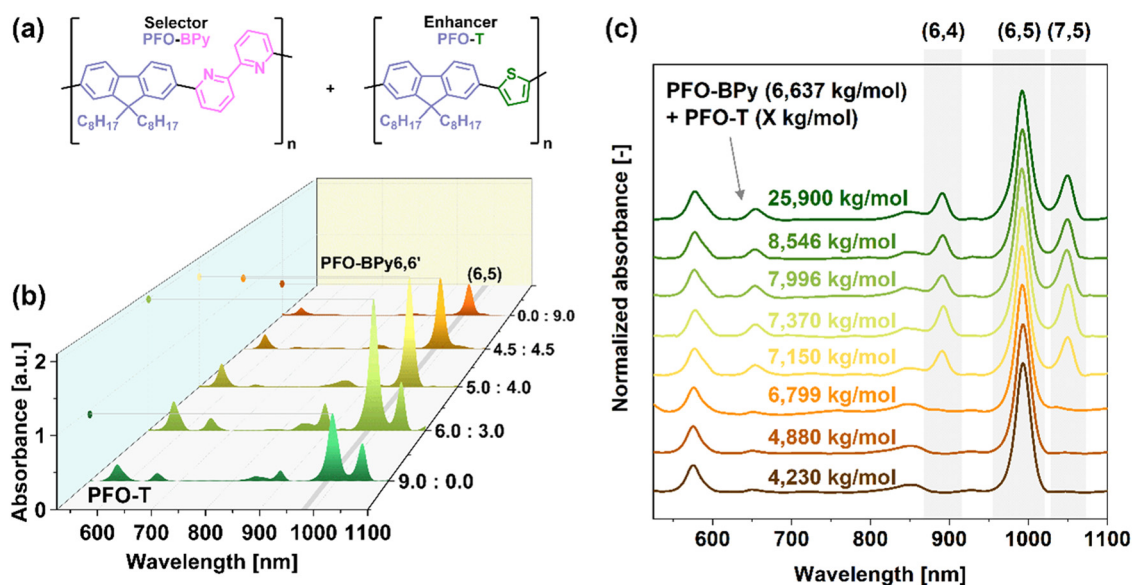 (a)
Selector
PFO-BPy
N
N
C8H17
C8H17
n
+
Enhancer
PFO-T
S
C8H17
C8H17
n
(b)
PFO-BPy6,6'
(6,5)
0.0 : 9.0
4.5 : 4.5
5.0 : 4.0
6.0 : 3.0
9.0 : 0.0
PFO-T
Absorbance [a.u.]
2
1
0
600 700 800 900 1000 1100
Wavelength [nm]
(c)
(6,4) (6,5) (7,5)
PFO-BPy (6,637 kg/mol)
+ PFO-T (X kg/mol)
25,900 kg/mol
8,546 kg/mol
7,996 kg/mol
7,370 kg/mol
7,150 kg/mol
6,799 kg/mol
4,880 kg/mol
4,230 kg/mol
Normalized absorbance [-]
600 700 800 900 1000 1100
Wavelength [nm]